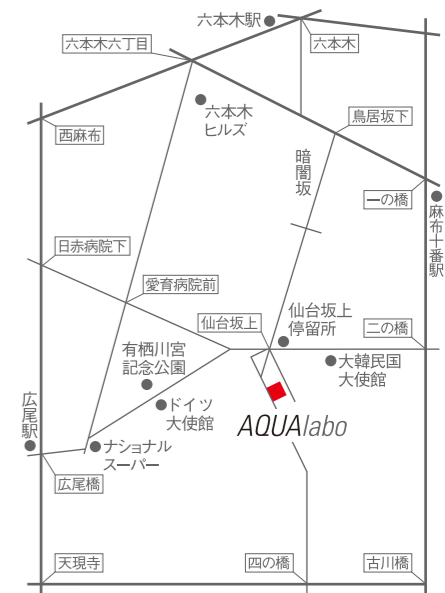 六本木駅
六本木六丁目
六本木
六本木
ヒルズ
鳥居坂下
西麻布
暗闇坂
一の橋
麻布十番駅
日赤病院下
愛育病院前
仙台坂上
仙台坂上
停留所
二の橋
有栖川宮
記念公園
大韓民国
大使館
ドイツ
大使館
広尾駅
AQUAlabo
ナショナル
スーパー
広尾橋
天現寺
四の橋
古川橋